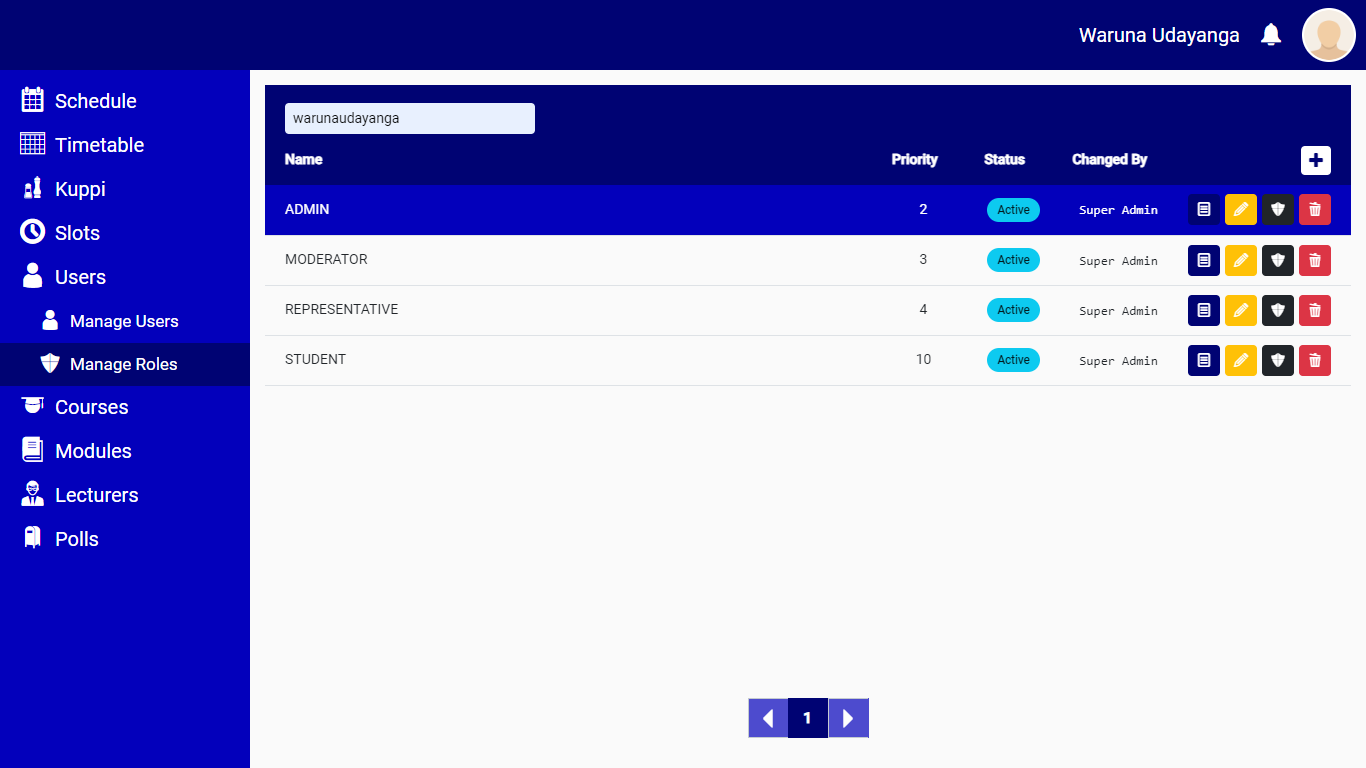 Waruna Udayanga
Schedule
Timetable
Kuppi
Slots
Users
Manage Users
Manage Roles
Courses
Modules
Lecturers
Polls
warunaudayanga
Name Priority Status Changed By
ADMIN 2 Active Super Admin
MODERATOR 3 Active Super Admin
REPRESENTATIVE 4 Active Super Admin
STUDENT 10 Active Super Admin
1